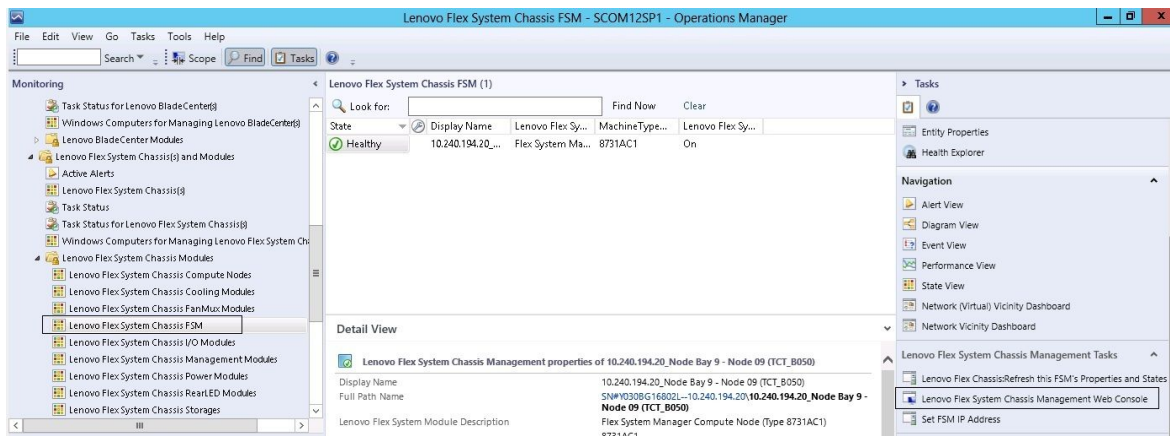 Lenovo Flex System Chassis FSM - SCOM12SP1 - Operations Manager
File Edit View Go Tasks Tools Help
Search Scope Find Tasks
Monitoring
Task Status for Lenovo BladeCenter(s)
Windows Computers for Managing Lenovo BladeCenter(s)
Lenovo BladeCenter Modules
Lenovo Flex System Chassis(s) and Modules
Active Alerts
Lenovo Flex System Chassis(s)
Task Status
Task Status for Lenovo Flex System Chassis(s)
Windows Computers for Managing Lenovo Flex System Cha
Lenovo Flex System Chassis Modules
Lenovo Flex System Chassis Compute Nodes
Lenovo Flex System Chassis Cooling Modules
Lenovo Flex System Chassis FanMux Modules
Lenovo Flex System Chassis FSM
Lenovo Flex System Chassis I/O Modules
Lenovo Flex System Chassis Management Modules
Lenovo Flex System Chassis Power Modules
Lenovo Flex System Chassis RearLED Modules
Lenovo Flex System Chassis Storages
Lenovo Flex System Chassis FSM (1)
Look for: Find Now Clear
State Display Name Lenovo Flex Sy... MachineType... Lenovo Flex Sy...
Healthy 10.240.194.20_... Flex System Ma... 8731AC1 On
Detail View
Lenovo Flex System Chassis Management properties of 10.240.194.20_Node Bay 9 - Node 09 (TCT_B050)
Display Name 10.240.194.20_Node Bay 9 - Node 09 (TCT_B050)
Full Path Name SN#Y030BG16802L--10.240.194.20\10.240.194.20_Node Bay 9 -
Node 09 (TCT_B050)
Lenovo Flex System Module Description Flex System Manager Compute Node (Type 8731AC1)
8731AC1
Tasks
Entity Properties
Health Explorer
Navigation
Alert View
Diagram View
Event View
Performance View
State View
Network (Virtual) Vicinity Dashboard
Network Vicinity Dashboard
Lenovo Flex System Chassis Management Tasks
Lenovo Flex Chassis:Refresh this FSM's Properties and States
Lenovo Flex System Chassis Management Web Console
Set FSM IP Address